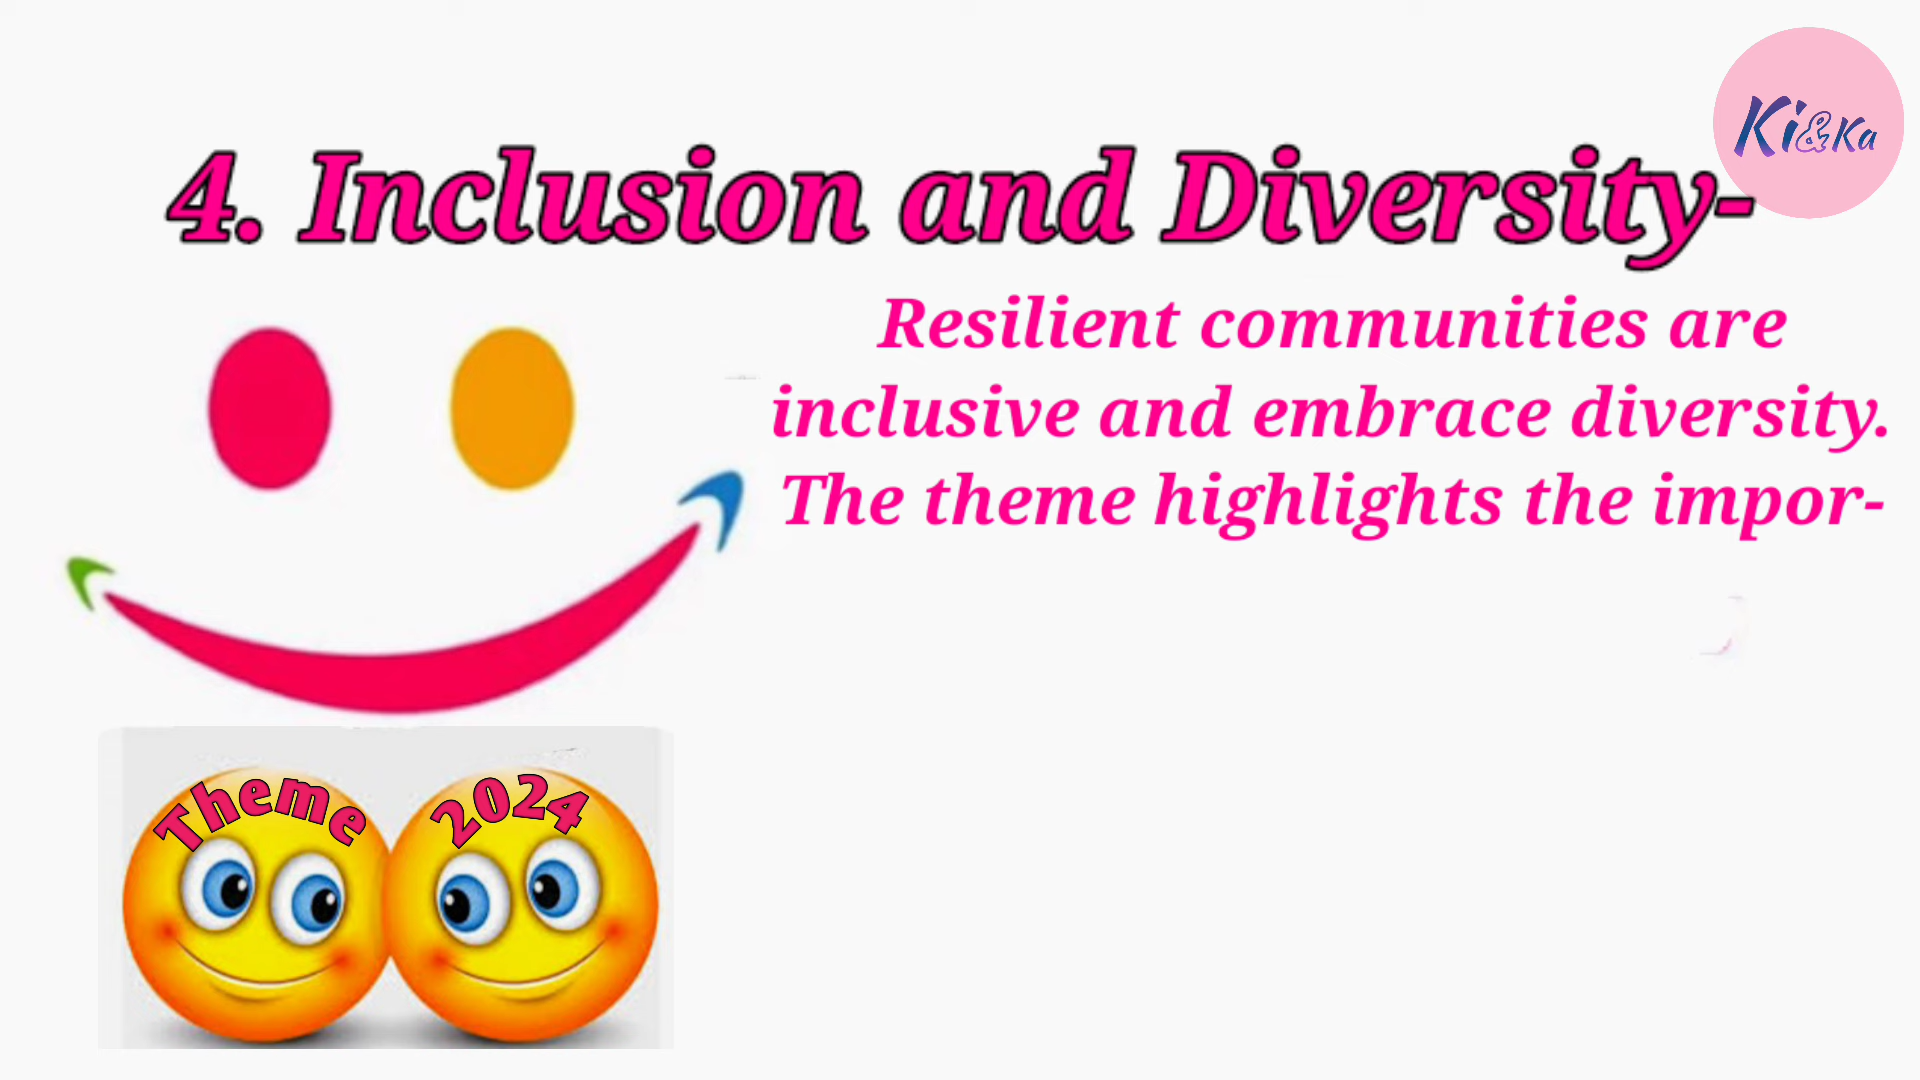 Ki&Ka
4. Inclusion and Diversity-
Resilient communities are
inclusive and embrace diversity.
The theme highlights the impor-
Theme 2024